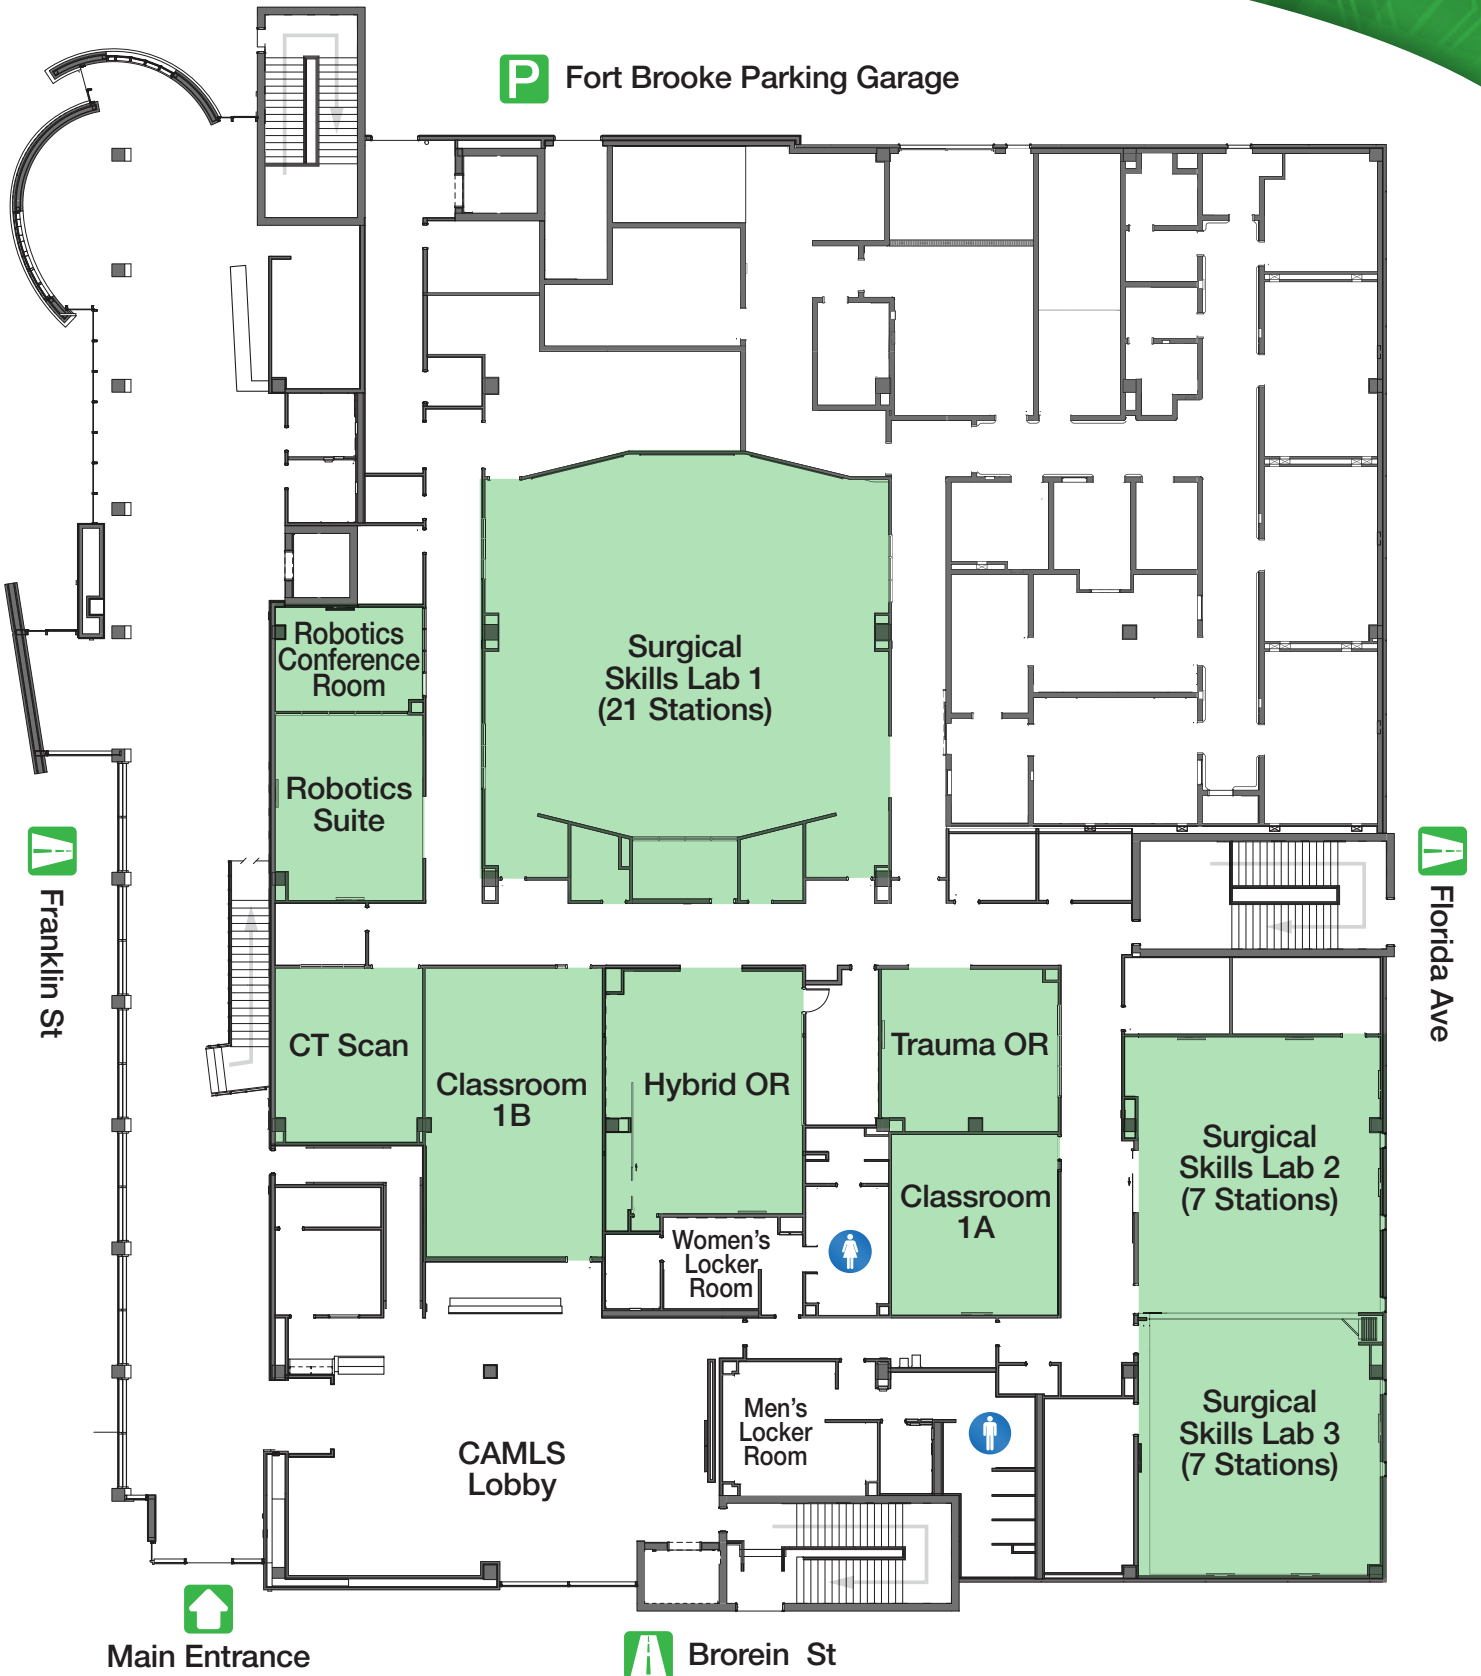 P Fort Brooke Parking Garage
Robotics
Conference
Room
Surgical
Skills Lab 1
(21 Stations)
Robotics
Suite
Franklin St
Florida Ave
CT Scan
Classroom
1B
Hybrid OR
Trauma OR
Classroom
1A
Surgical
Skills Lab 2
(7 Stations)
Women's
Locker
Room
Men's
Locker
Room
Surgical
Skills Lab 3
(7 Stations)
CAMLS
Lobby
Main Entrance
Brorein St